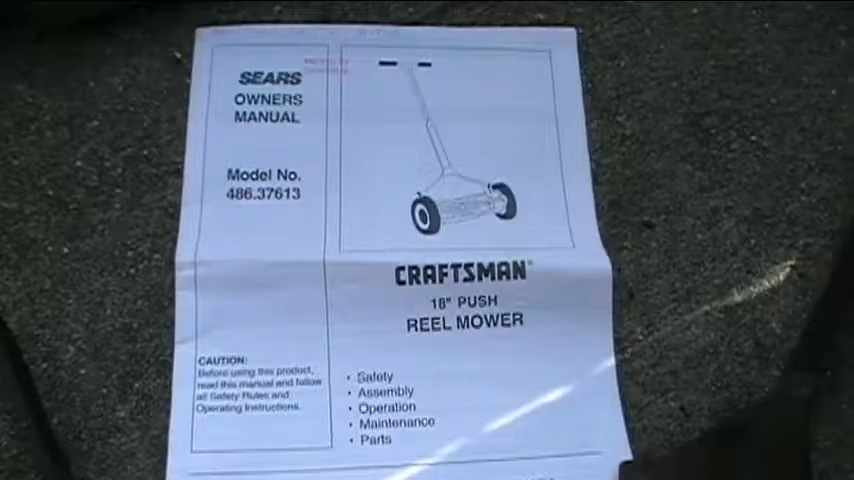 SEARS
OWNERS
MANUAL
Model No.
486.37613
CRAFTSMAN®
18" PUSH
REEL MOWER
CAUTION:
Before using this product,
read this manual and follow
all Safety Rules and
Operating Instructions.
• Safety
• Assembly
• Operation
• Maintenance
• Parts